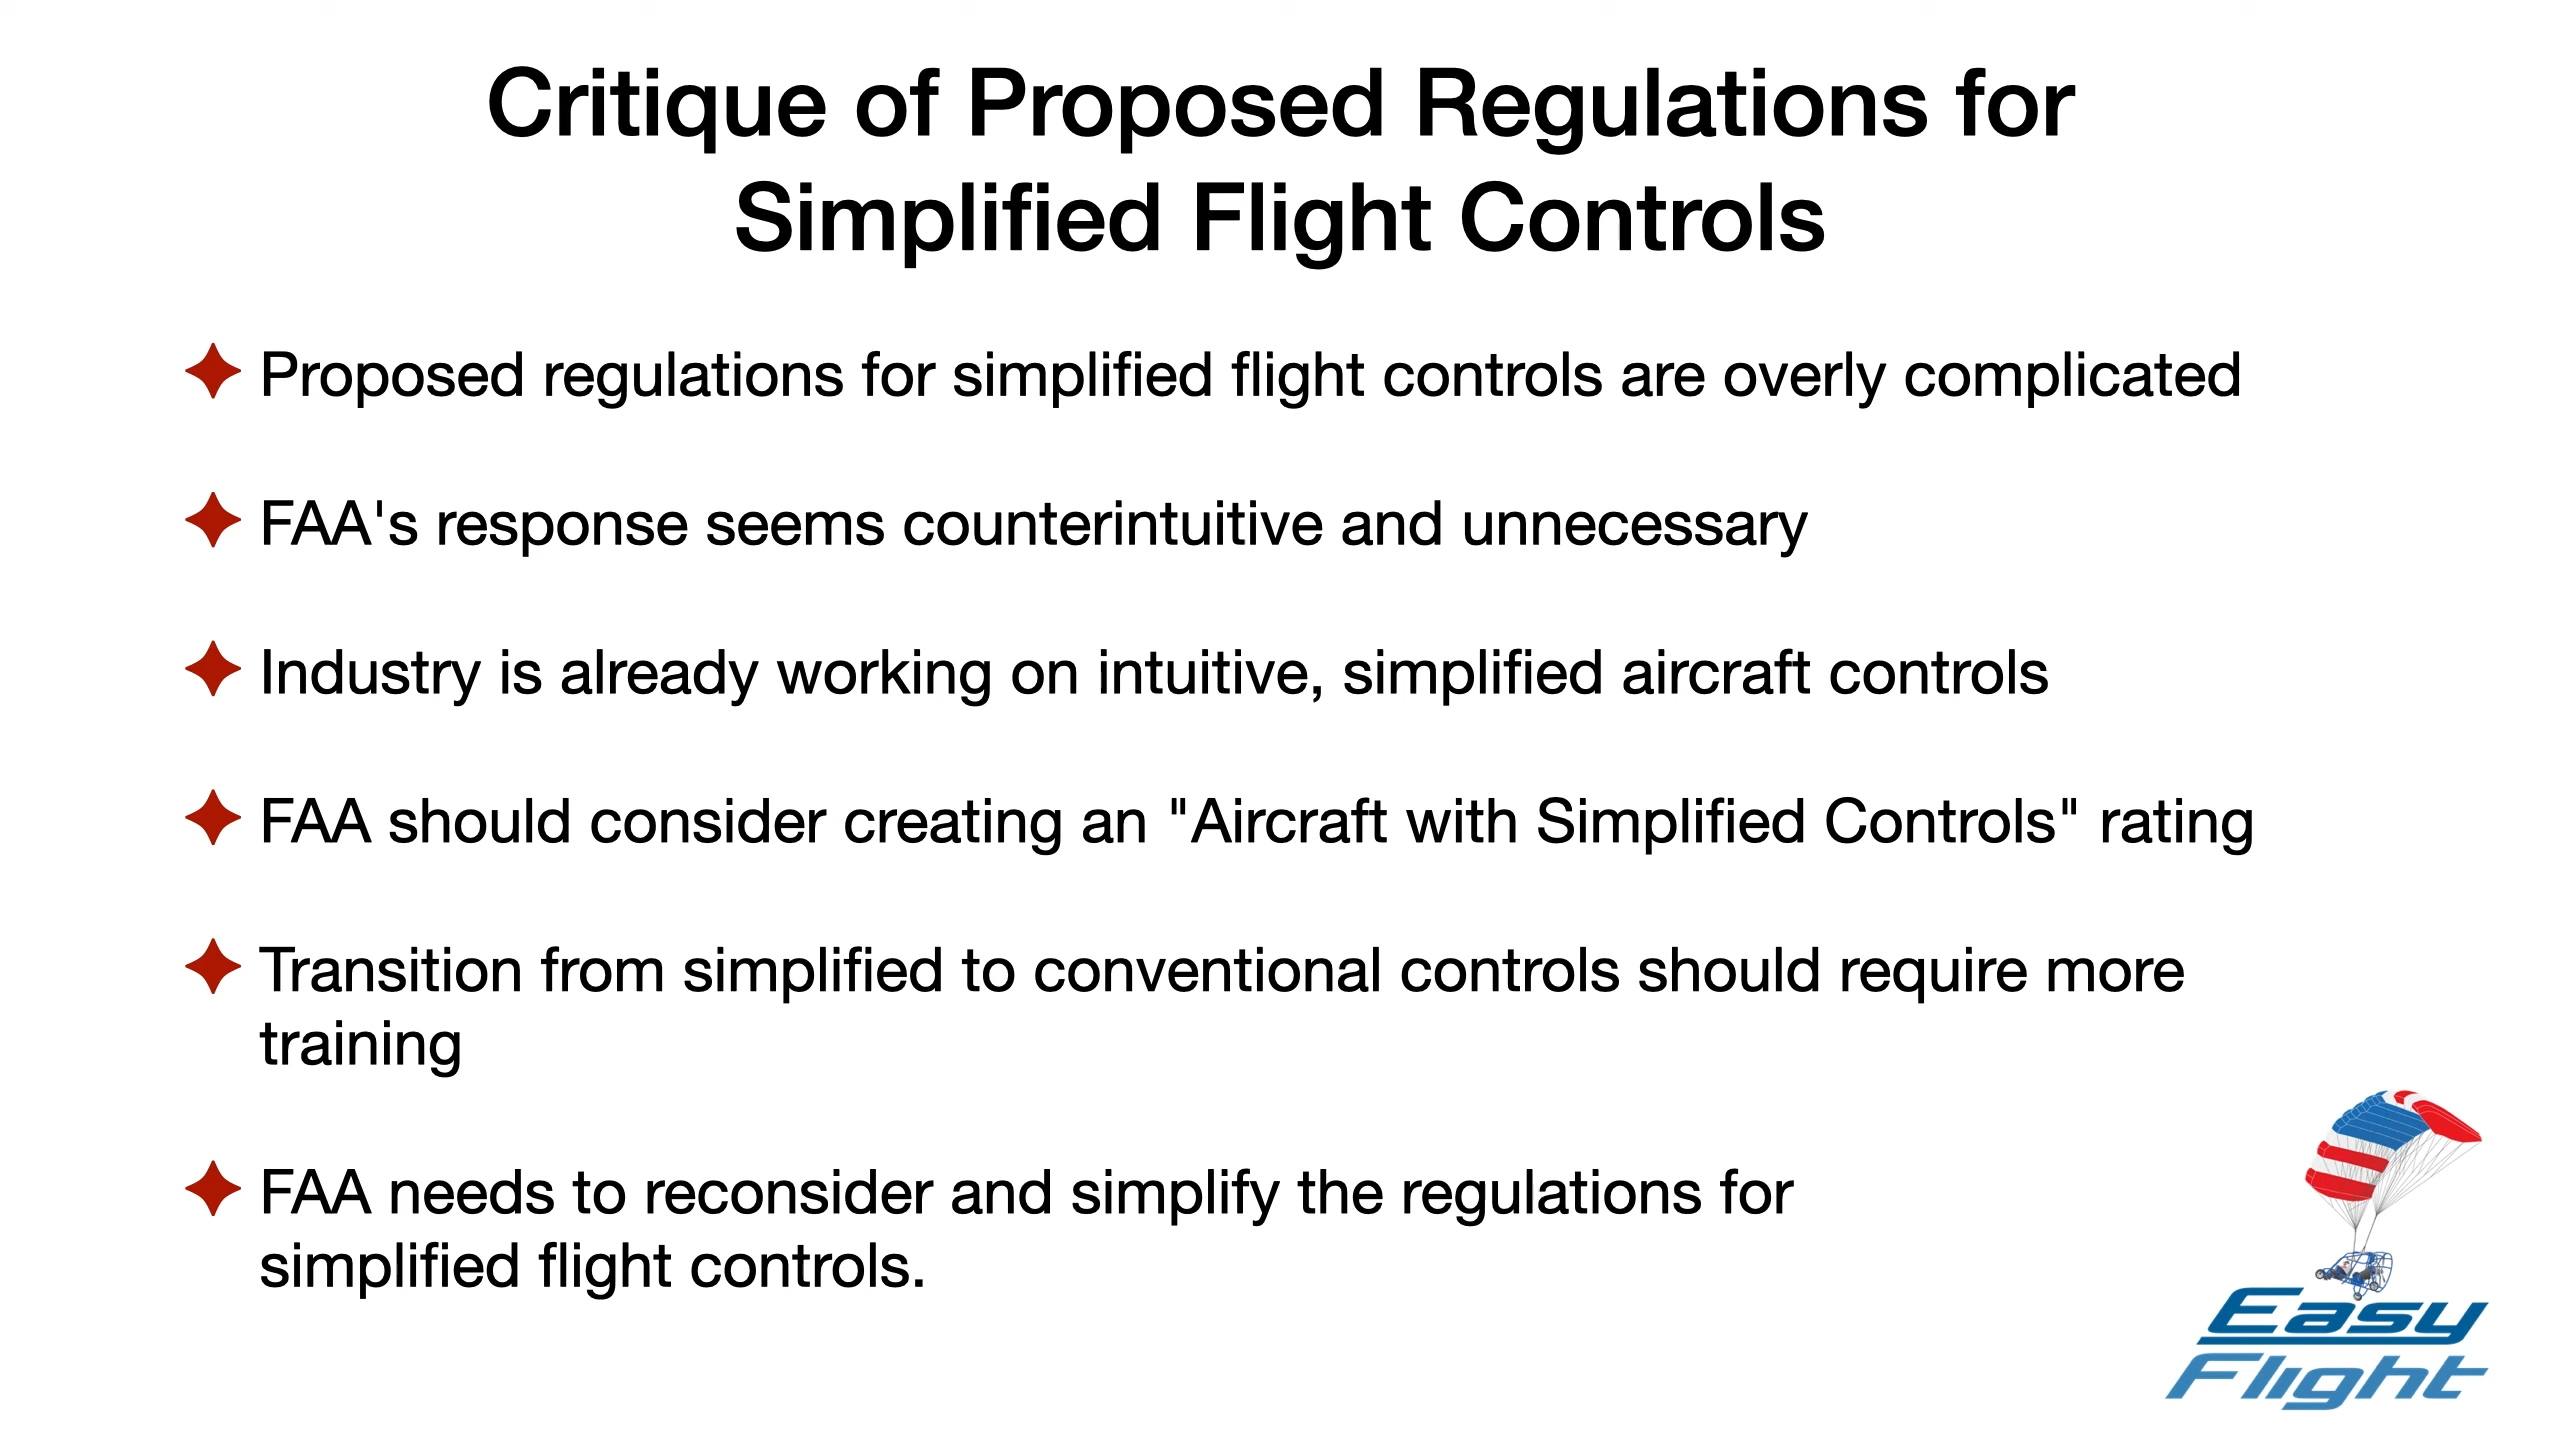 Critique of Proposed Regulations for
Simplified Flight Controls
Proposed regulations for simplified flight controls are overly complicated
FAA's response seems counterintuitive and unnecessary
Industry is already working on intuitive, simplified aircraft controls
FAA should consider creating an "Aircraft with Simplified Controls" rating
Transition from simplified to conventional controls should require more
training
FAA needs to reconsider and simplify the regulations for
simplified flight controls.
Easy
Flight